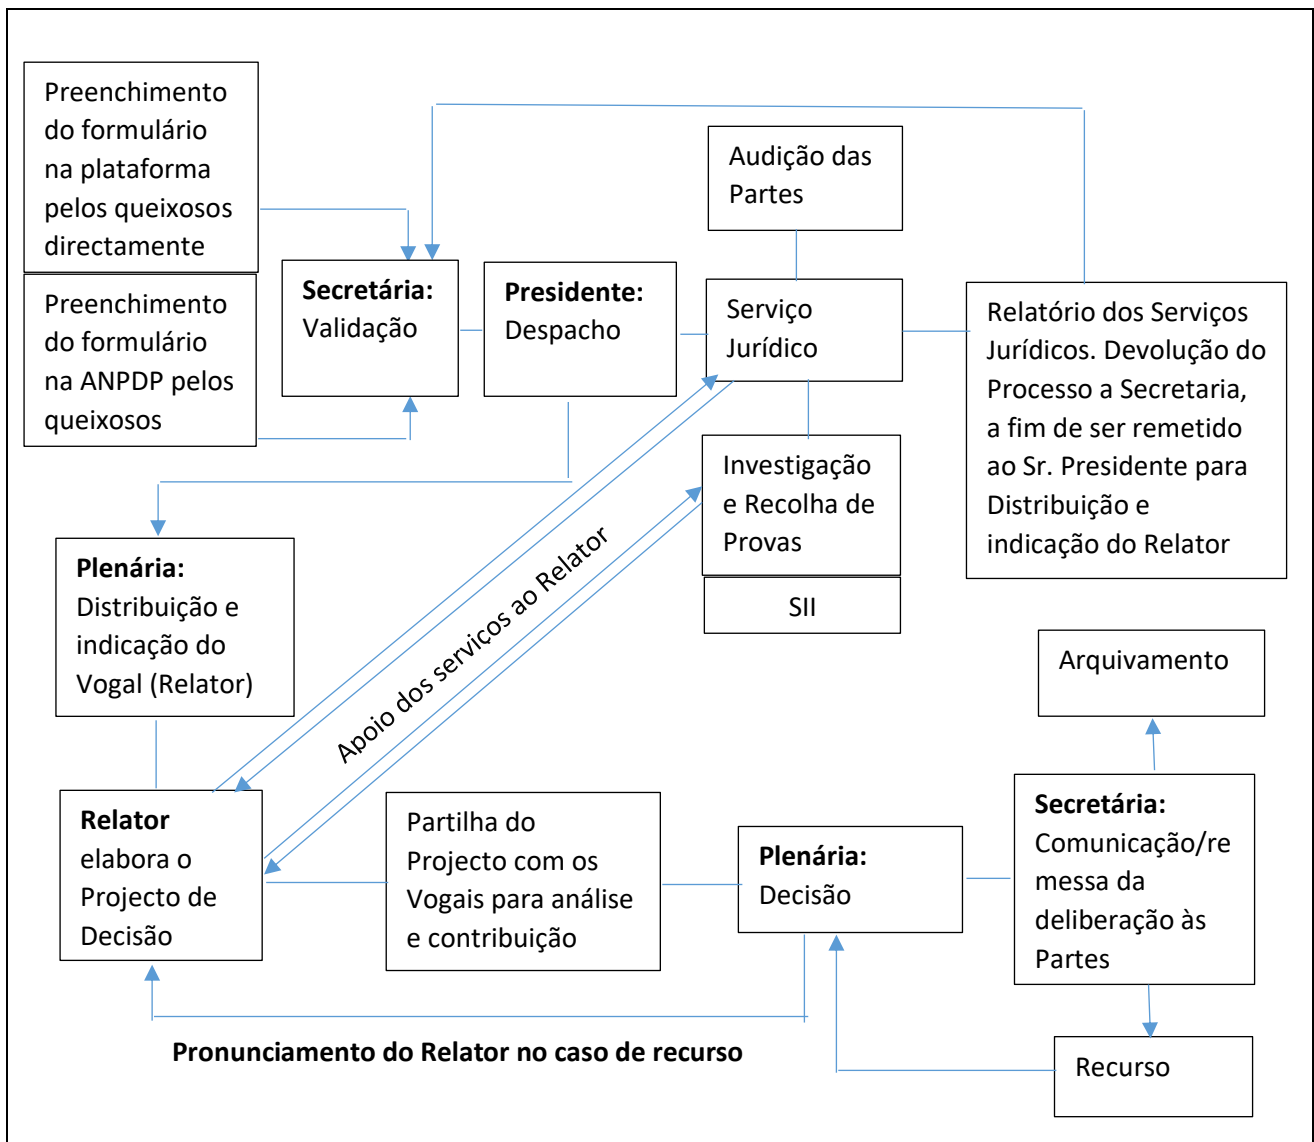 Preenchimento
do formulário
na plataforma
pelos queixosos
directamente
Preenchimento
do formulário
na ANPDP pelos
queixosos
Secretária:
Validação
Presidente:
Despacho
Audição das
Partes
Serviço
Jurídico
Investigação
e Recolha de
Provas
SII
Relatório dos Serviços
Jurídicos. Devolução do
Processo a Secretaria,
a fim de ser remetido
ao Sr. Presidente para
Distribuição e
indicação do Relator
Plenária:
Distribuição e
indicação do
Vogal (Relator)
Apoio dos serviços ao Relator
Relator
elabora o
Projecto de
Decisão
Partilha do
Projecto com os
Vogais para análise
e contribuição
Plenária:
Decisão
Arquivamento
Secretária:
Comunicação/re
messa da
deliberação às
Partes
Pronunciamento do Relator no caso de recurso
Recurso